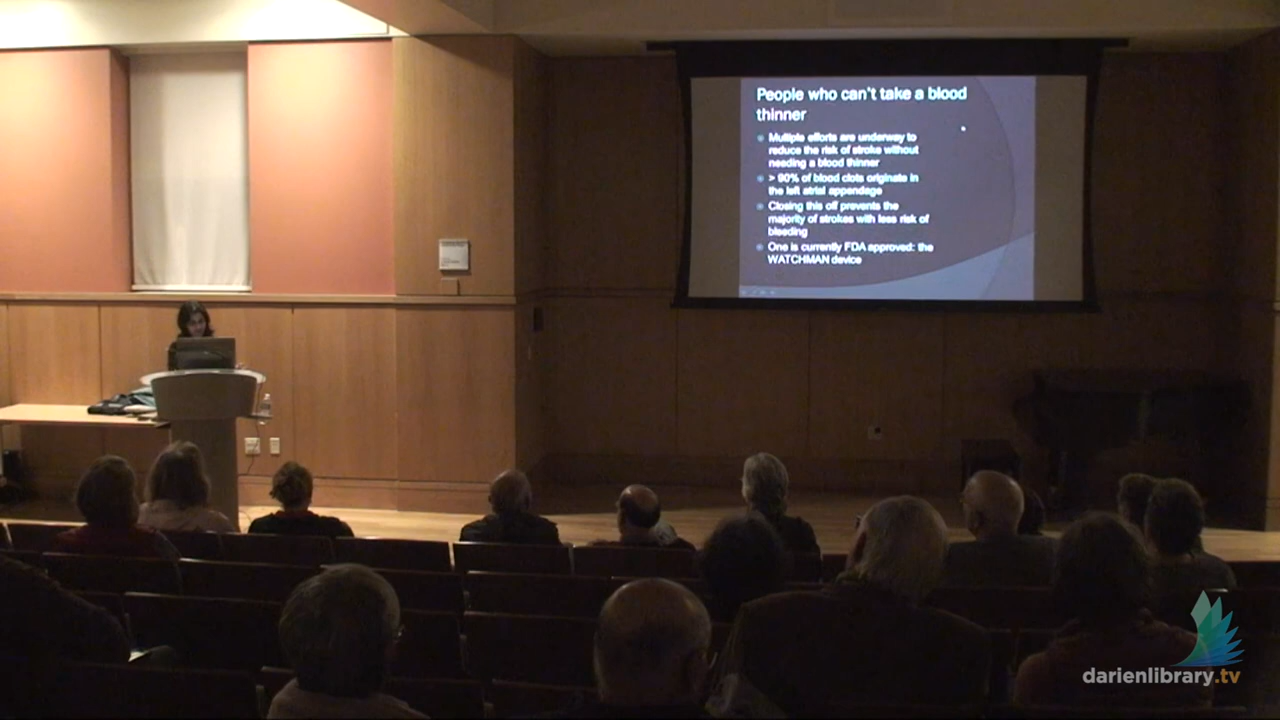 People who can't take a blood
thinner
Multiple efforts are underway to
reduce the risk of stroke without
needing a blood thinner
> 90% of blood clots originate in
the left atrial appendage
Closing this off prevents the
majority of strokes with less risk of
bleeding
One is currently FDA approved: the
WATCHMAN device
darienlibrary.tv